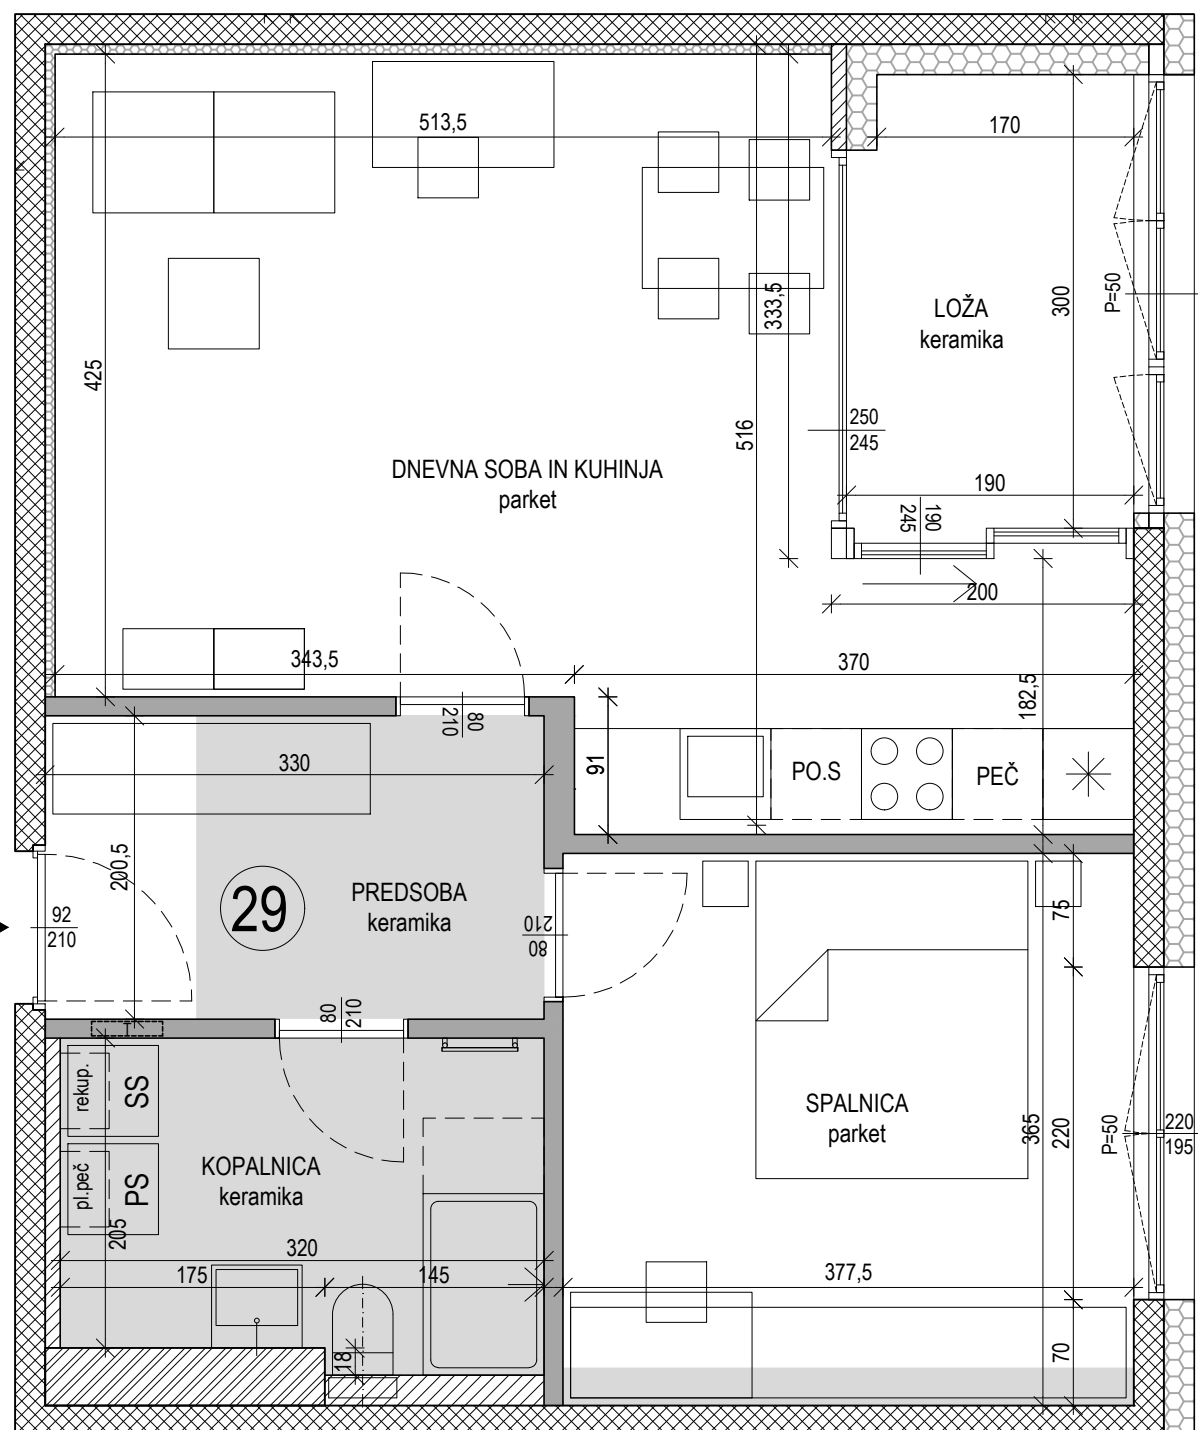 513,5
170
300
P=50
LOŽA
keramika
333,5
425
516
250
245
DNEVNA SOBA IN KUHINJA
parket
190
190
245
200
343,5
370
182,5
80
210
330
91
PO.S
PEČ
200,5
29
PREDSOBA
keramika
92
210
80
210
75
80
210
T
rekup.
SS
pl.peč
PS
KOPALNICA
keramika
205
SPALNICA
parket
365
220
P=50
220
195
320
175
145
377,5
18
70